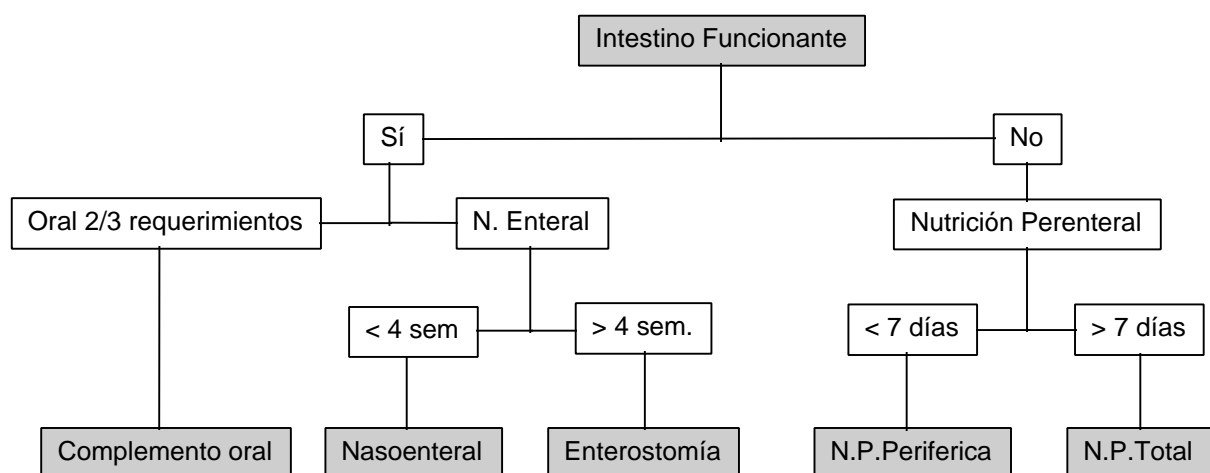 Intestino Funcionante
Sí
No
Oral 2/3 requerimientos
N. Enteral
Nutrición Perenteral
< 4 sem
> 4 sem.
< 7 días
> 7 días
Complemento oral
Nasoenteral
Enterostomía
N.P.Periferica
N.P.Total